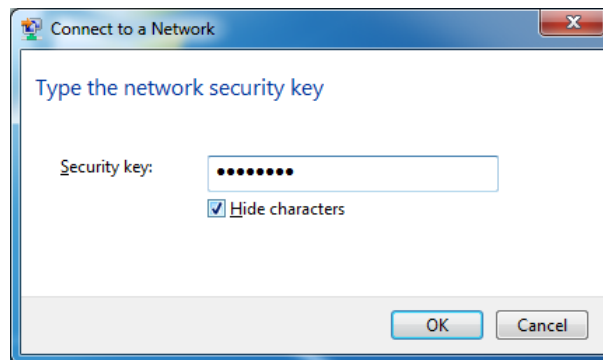 Connect to a Network
Type the network security key
Security key: ••••••••
Hide characters
OK Cancel